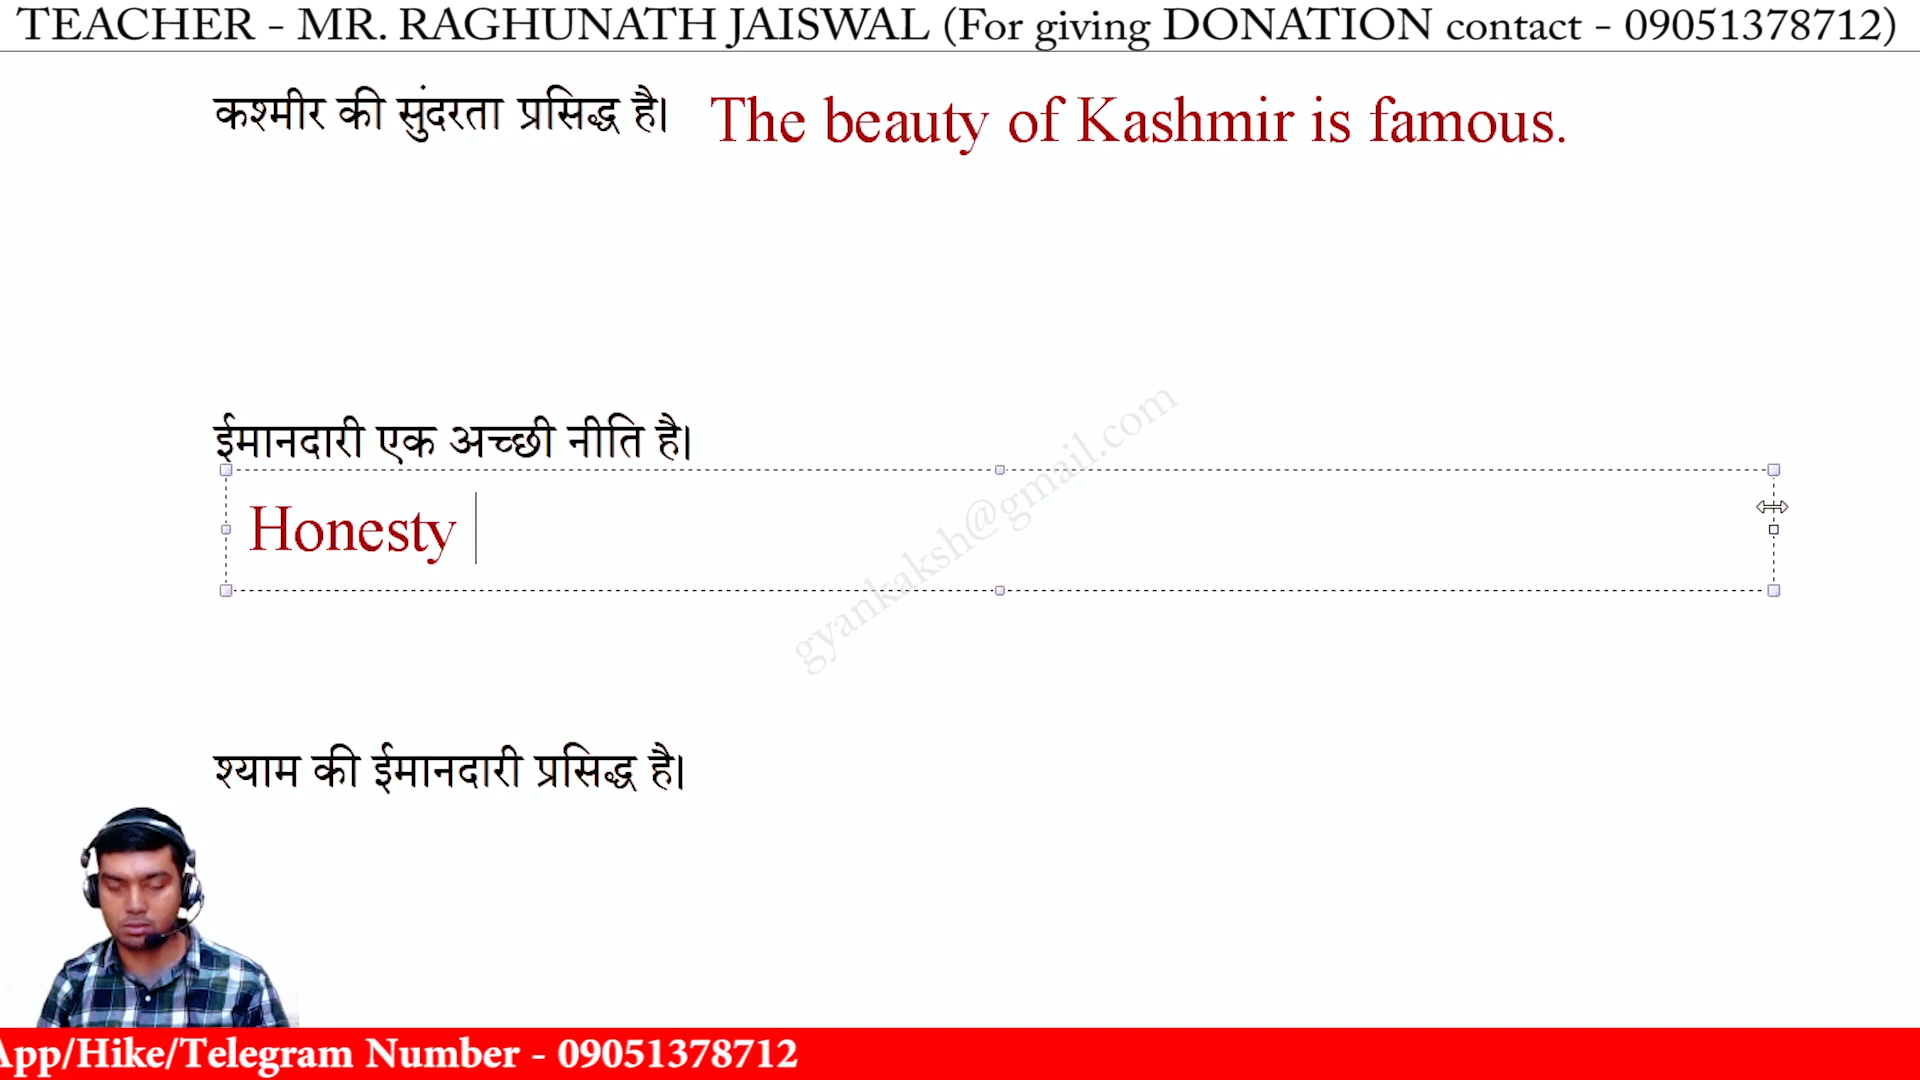 TEACHER - MR. RAGHUNATH JAISWAL (For giving DONATION contact - 09051378712)
कश्मीर की सुंदरता प्रसिद्ध है। The beauty of Kashmir is famous.
ईमानदारी एक अच्छी नीति है।
Honesty
gyankaksh@gmail.com
श्याम की ईमानदारी प्रसिद्ध है।
App/Hike/Telegram Number - 09051378712